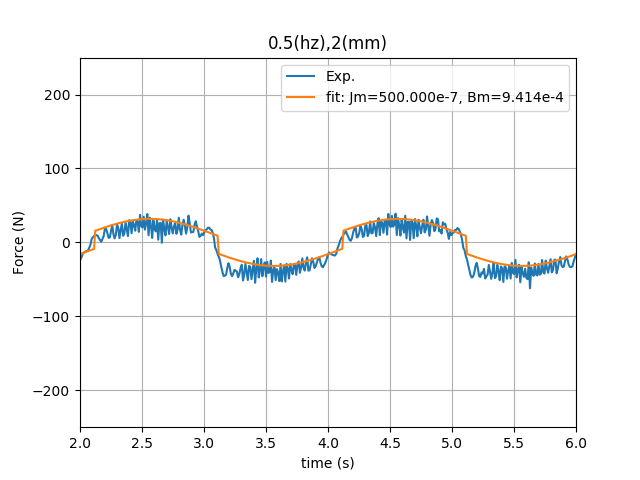 0.5(hz),2(mm)
Exp.
fit: Jm=500.000e-7, Bm=9.414e-4
200
100
0
−100
−200
Force (N)
2.0 2.5 3.0 3.5 4.0 4.5 5.0 5.5 6.0
time (s)